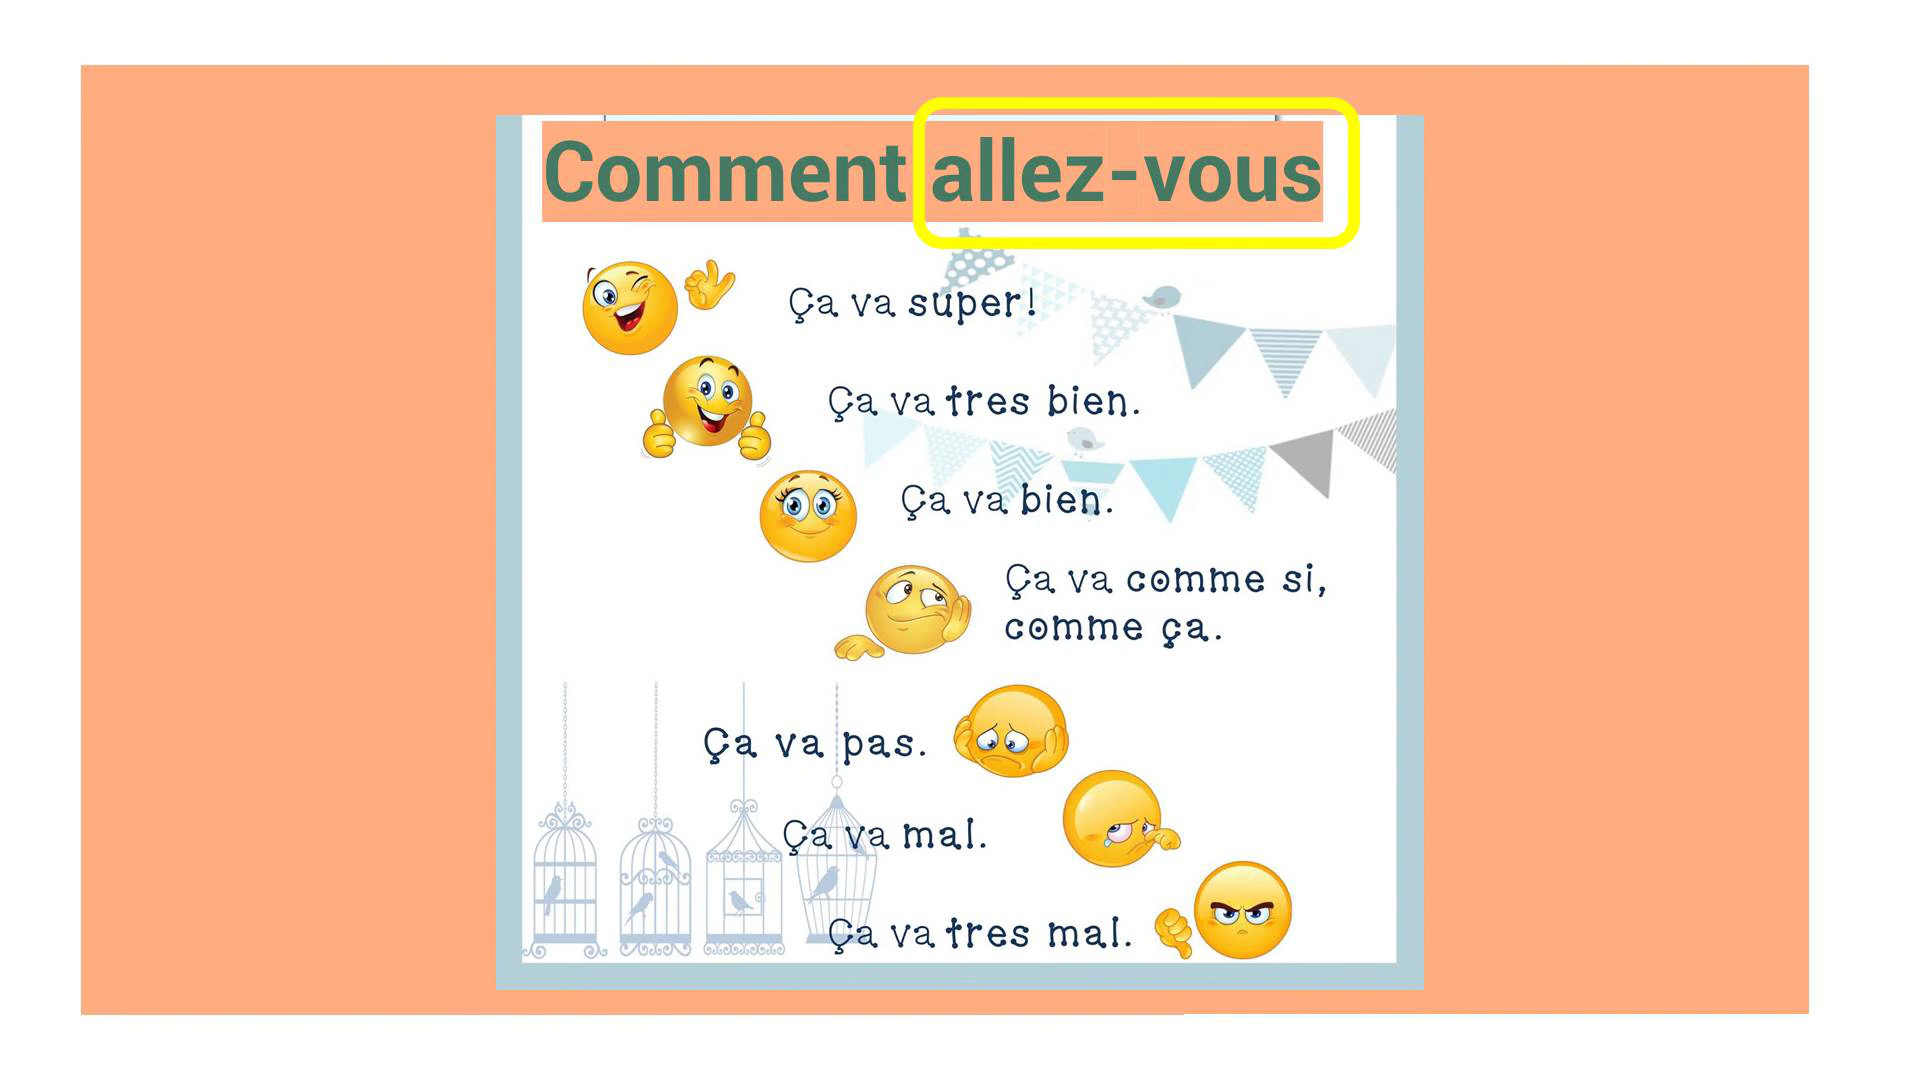 Comment allez-vous
Ça va super!
Ça va tres bien.
Ça va bien.
Ça va comme si,
comme ça.
Ça va pas.
Ça va mal.
Ça va tres mal.